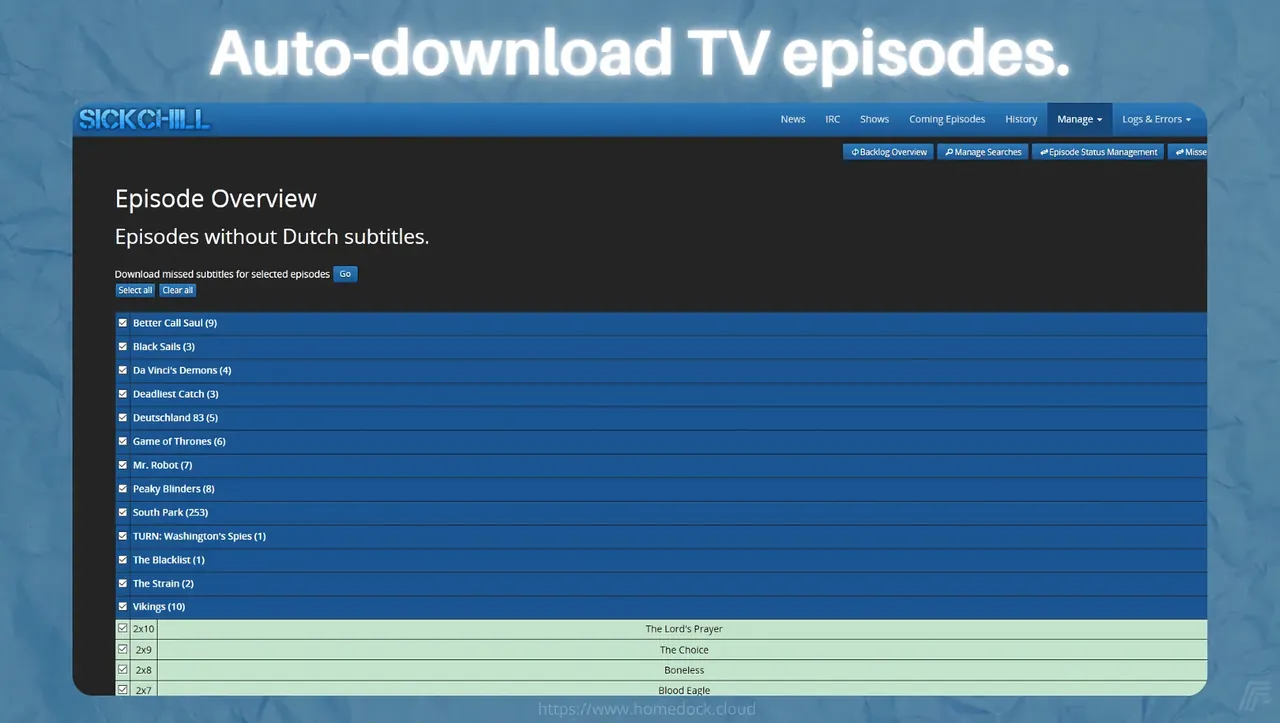 Auto-download TV episodes.
SICKCHILL
News IRC Shows Coming Episodes History Manage Logs & Errors
Backlog Overview Manage Searches Episode Status Management Misse
Episode Overview
Episodes without Dutch subtitles.
Download missed subtitles for selected episodes Go
Select all Clear all
Better Call Saul (9)
Black Sails (3)
Da Vinci's Demons (4)
Deadliest Catch (3)
Deutschland 83 (5)
Game of Thrones (6)
Mr. Robot (7)
Peaky Blinders (8)
South Park (253)
TURN: Washington's Spies (1)
The Blacklist (1)
The Strain (2)
Vikings (10)
2x10 The Lord's Prayer
2x9 The Choice
2x8 Boneless
2x7 Blood Eagle
https://www.homedock.cloud